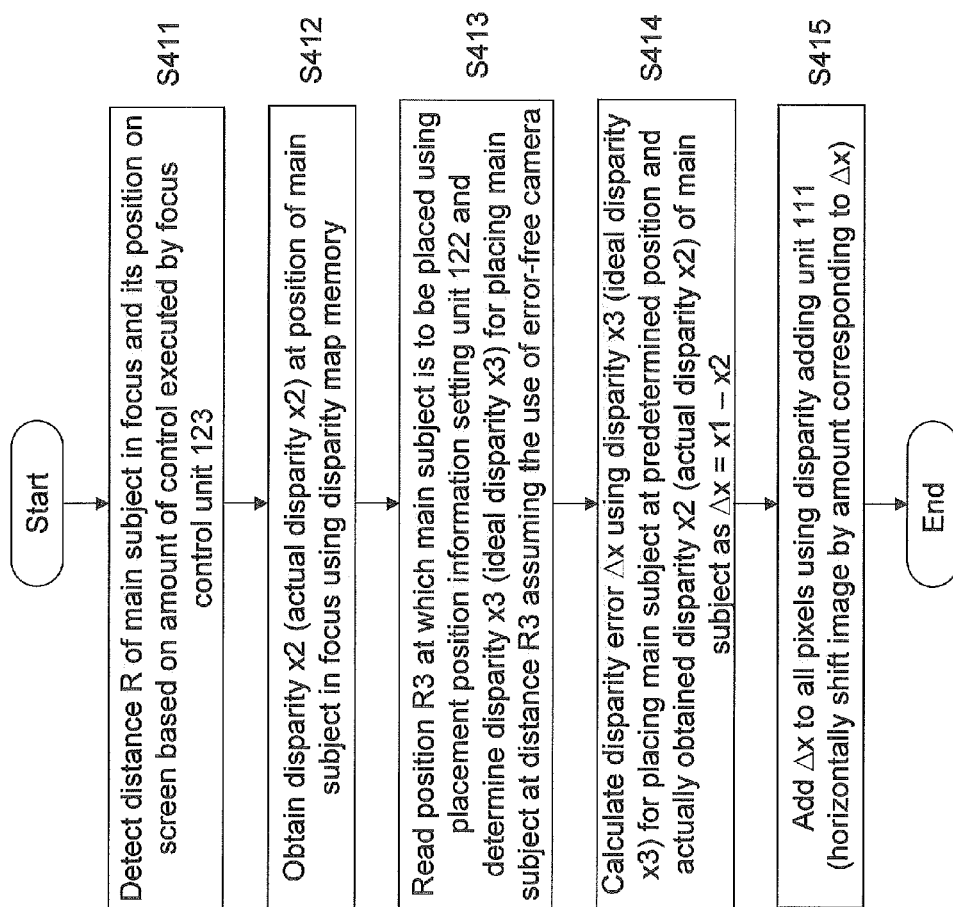 Start
Detect distance R of main subject in focus and its position on
screen based on amount of control executed by focus
control unit 123
S411
Obtain disparity x2 (actual disparity x2) at position of main
subject in focus using disparity map memory
S412
Read position R3 at which main subject is to be placed using
placement position information setting unit 122 and
determine disparity x3 (ideal disparity x3) for placing main
subject at distance R3 assuming the use of error-free camera
S413
Calculate disparity error Δx using disparity x3 (ideal disparity
x3) for placing main subject at predetermined position and
actually obtained disparity x2 (actual disparity x2) of main
subject as Δx = x1 – x2
S414
Add Δx to all pixels using disparity adding unit 111
(horizontally shift image by amount corresponding to Δx)
S415
End